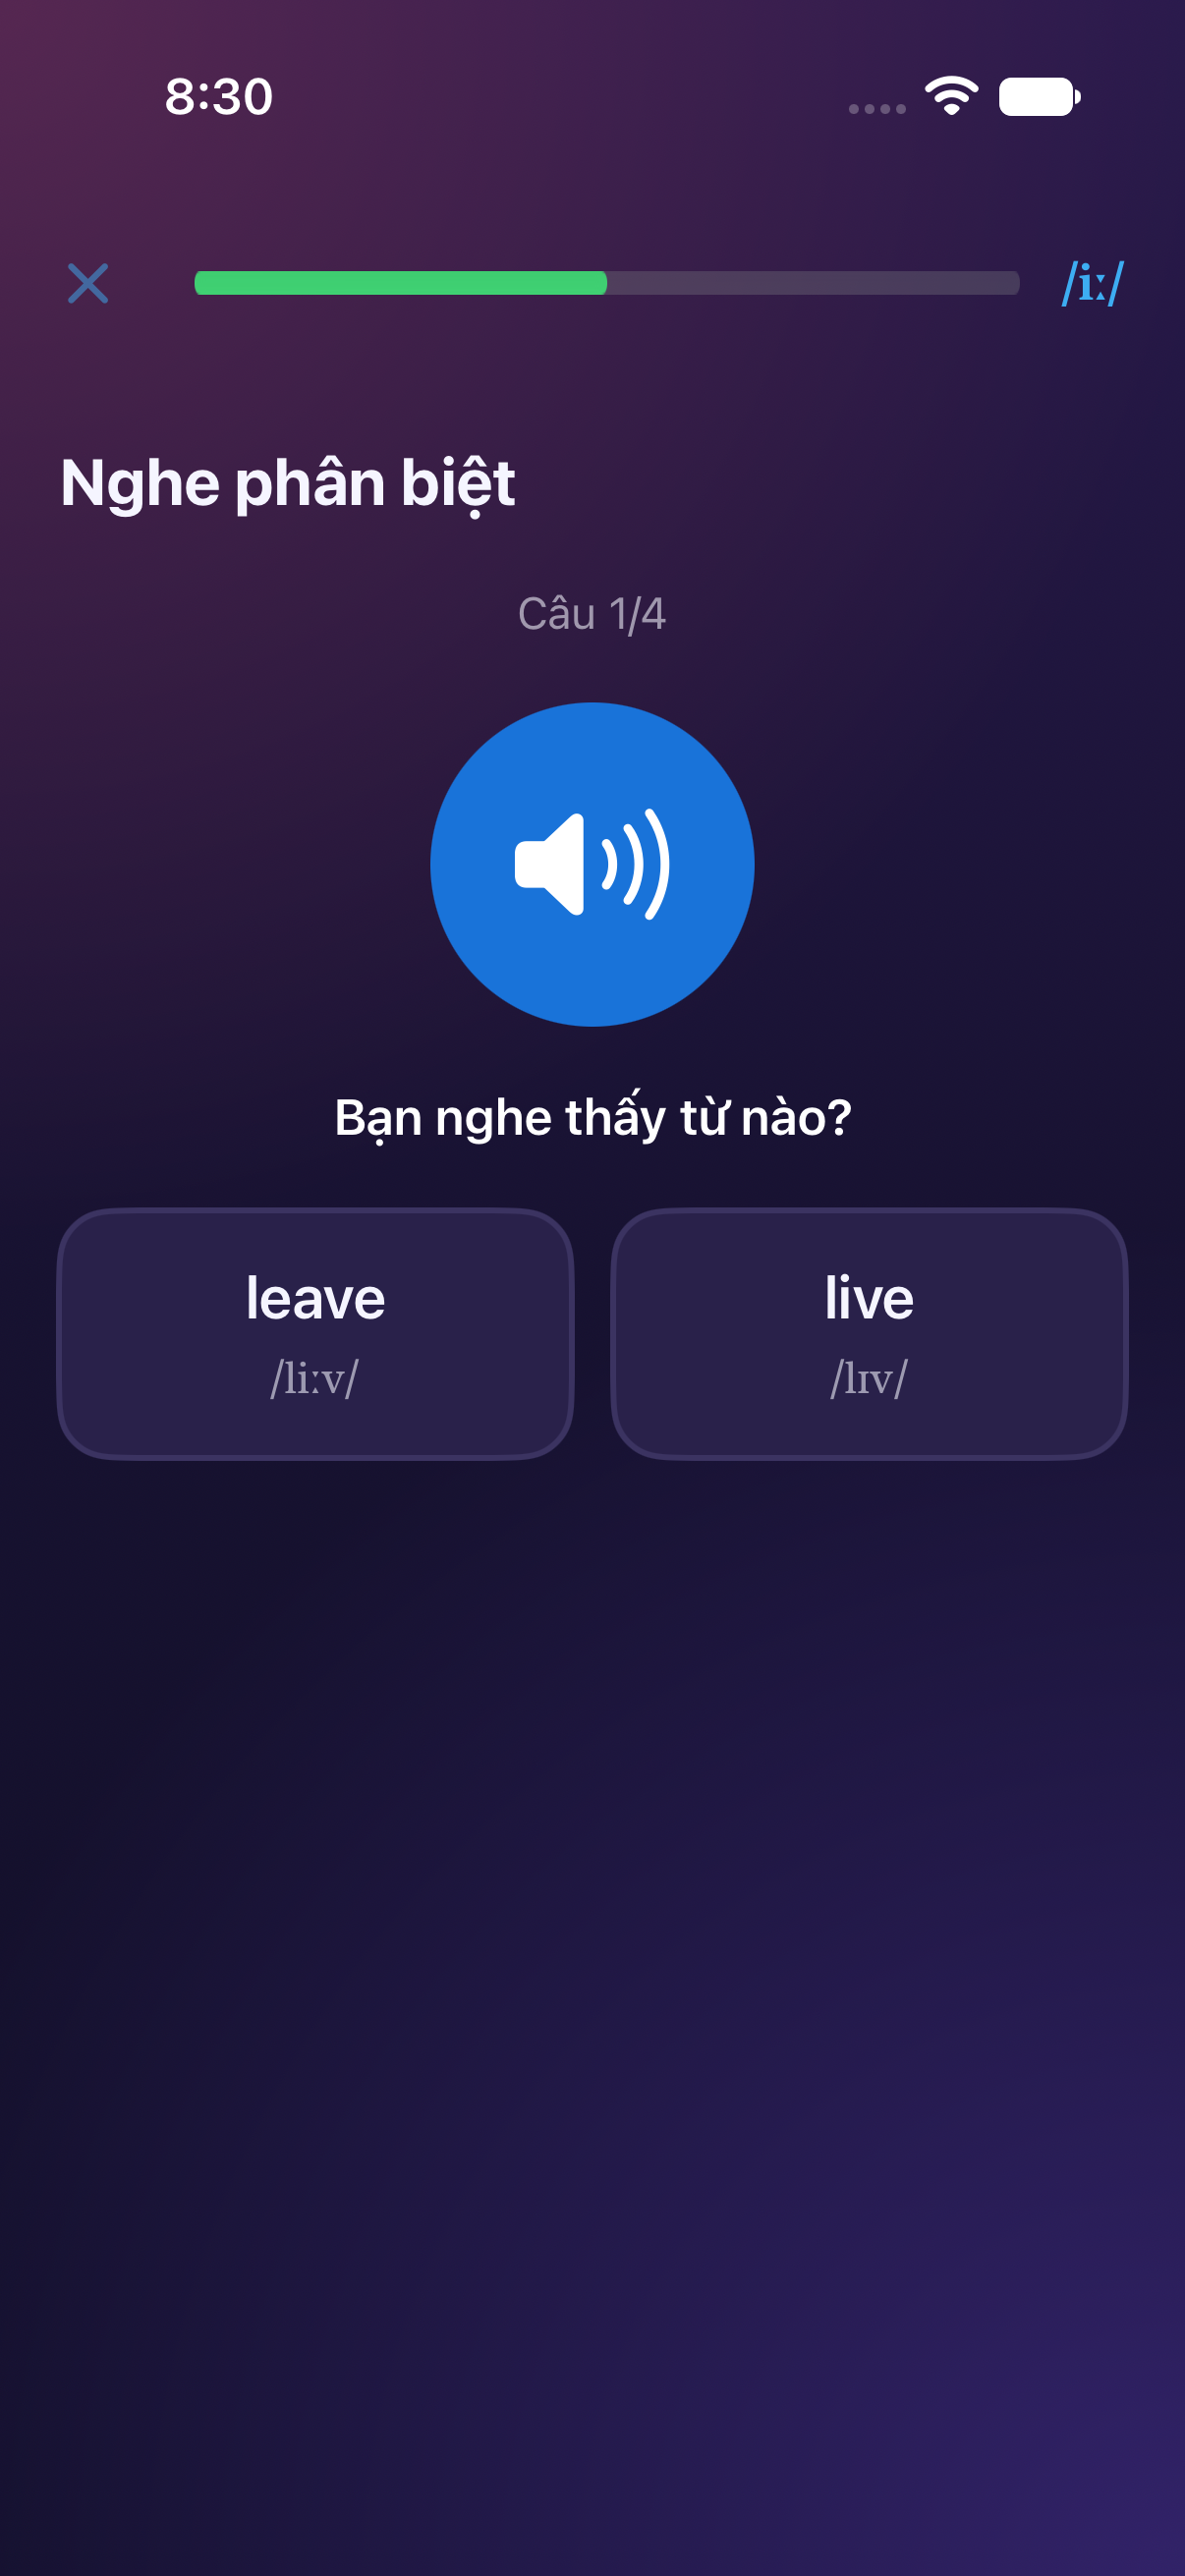 8:30
/iː/
Nghe phân biệt
Câu 1/4
Bạn nghe thấy từ nào?
leave
/liːv/
live
/lɪv/